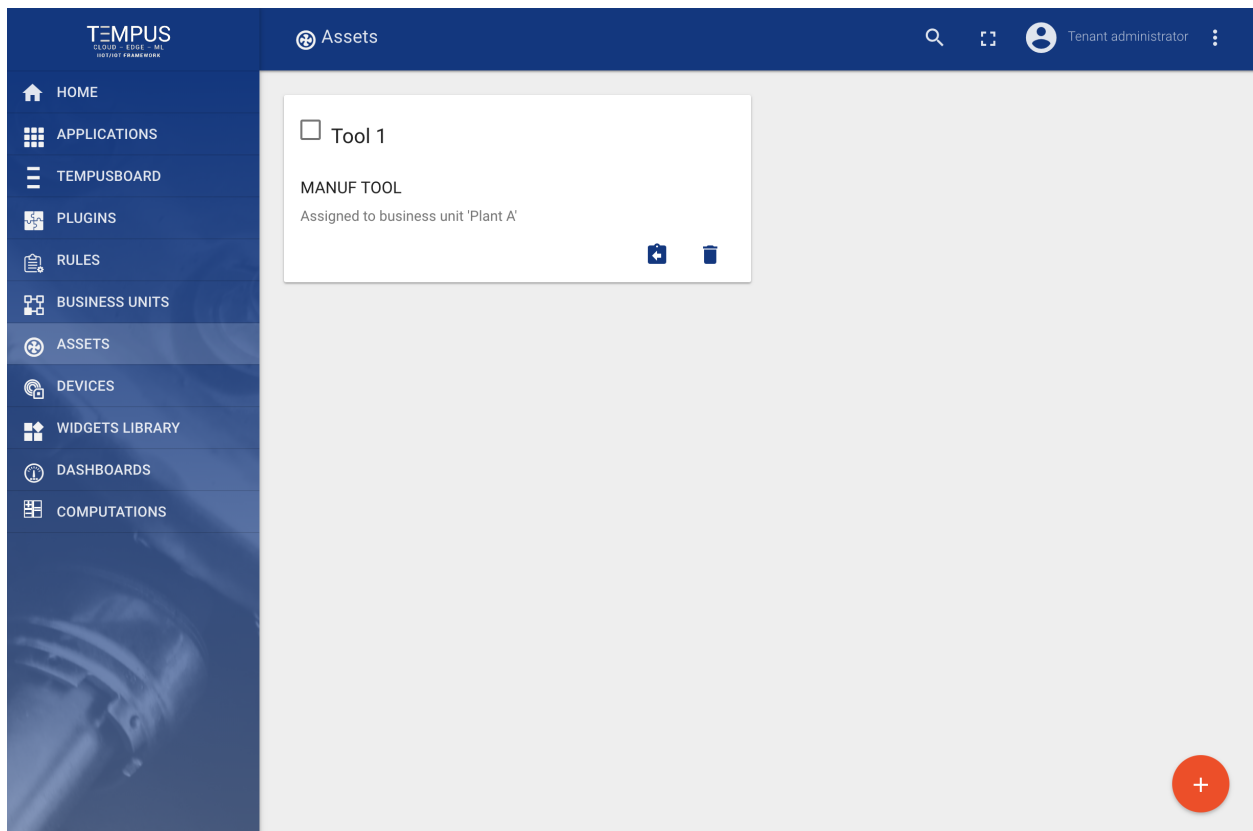 TEMPUS
CLOUD - EDGE - ML
IIOT/IOT FRAMEWORK
Assets
Tenant administrator
HOME
APPLICATIONS
TEMPUSBOARD
PLUGINS
RULES
BUSINESS UNITS
ASSETS
DEVICES
WIDGETS LIBRARY
DASHBOARDS
COMPUTATIONS
Tool 1
MANUF TOOL
Assigned to business unit 'Plant A'